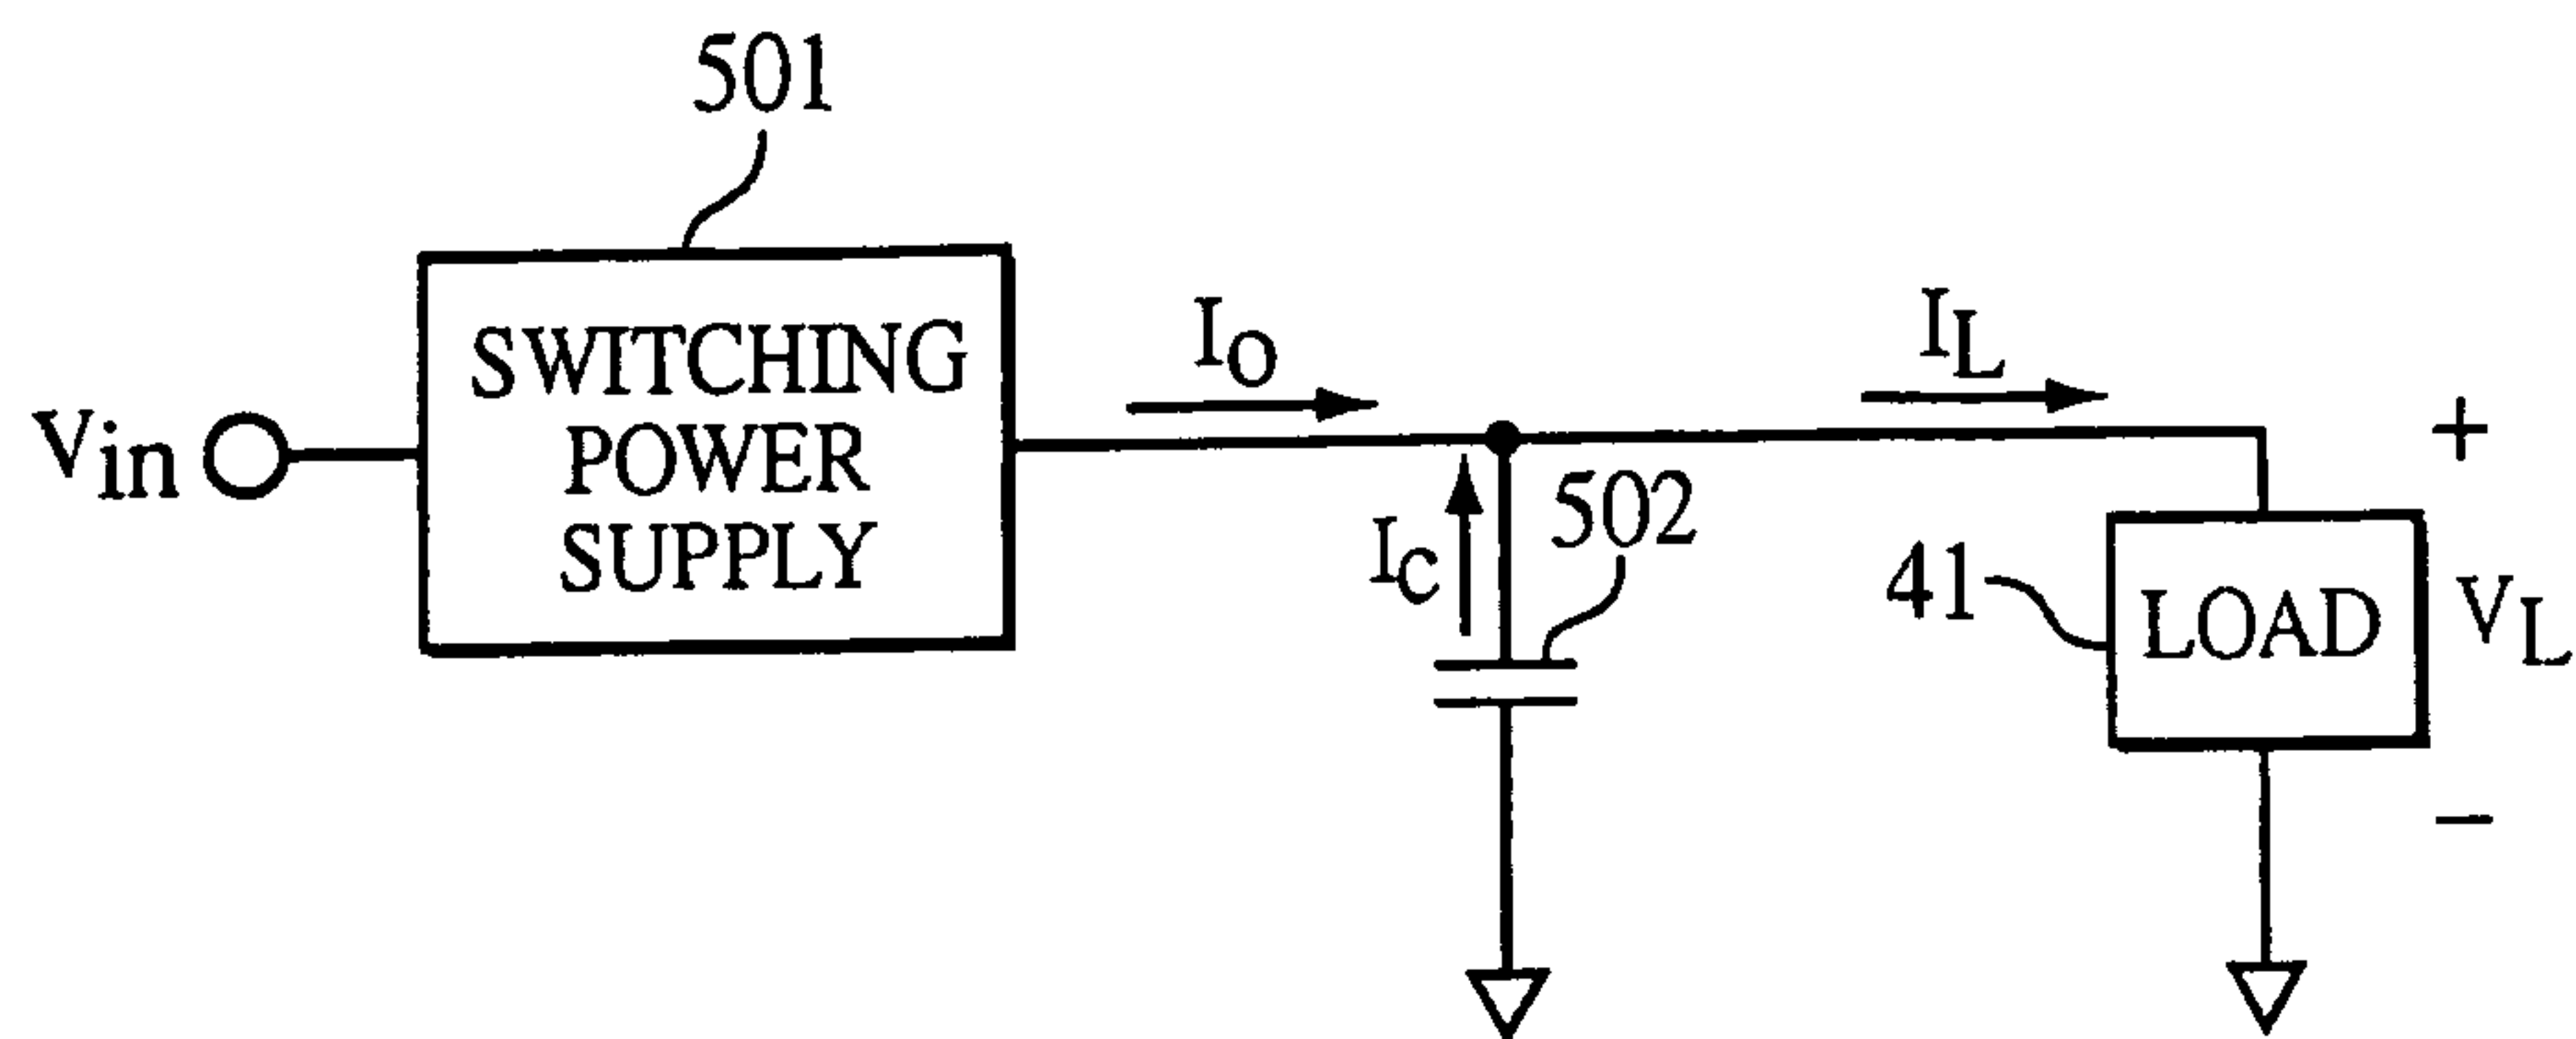 501
SWITCHING
POWER
SUPPLY
Vin
Io
IL
+
Ic
502
41
LOAD
VL
−